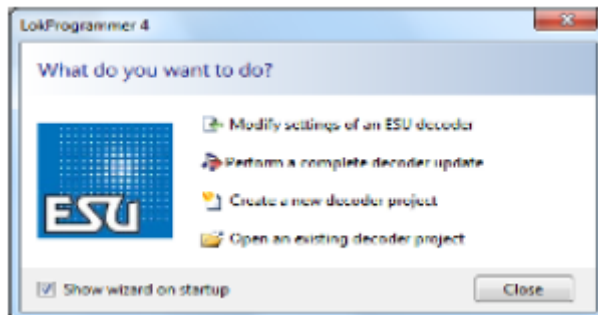 LokProgrammer 4
What do you want to do?
Modify settings of an ESU decoder
Perform a complete decoder update
Create a new decoder project
Open an existing decoder project
ESU
Show wizard on startup
Close